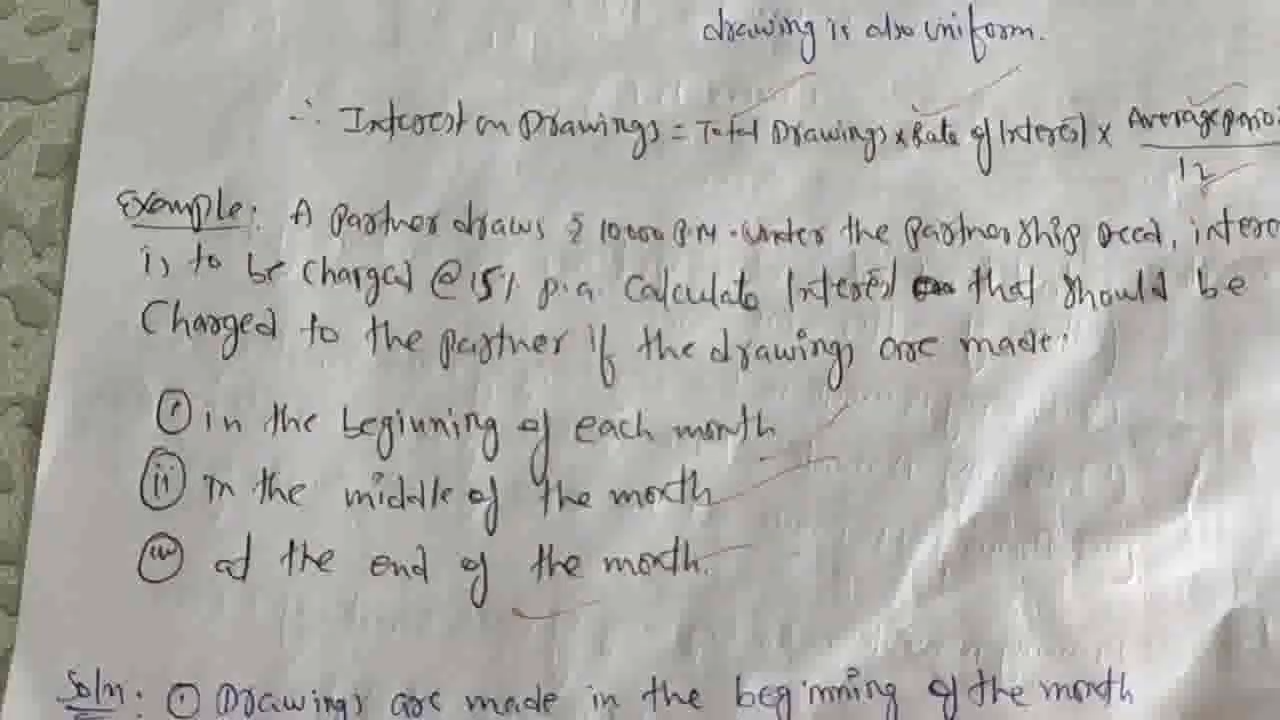 drawing is also uniform.
∴ Interest on Drawings = Total Drawings × Rate of Interest × Average perio
12
Example: A Partner draws ₹ 10000 P.M. Under the Partnership Deed, intere
is to be Charged @ 15% p.a. Calculate Interest that should be
Charged to the partner if the drawings are made:
(i) in the beginning of each month
(ii) in the middle of the month
(iii) at the end of the month.
Soln: (i) Drawings are made in the beginning of the month